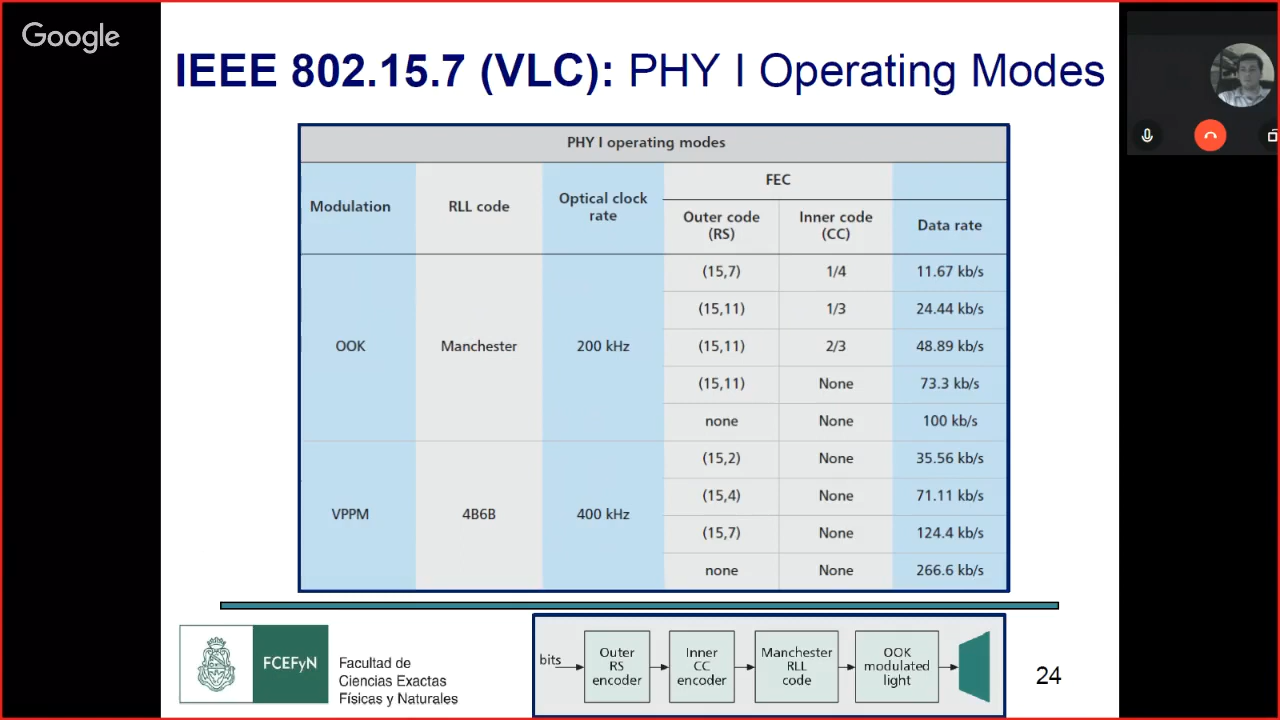 Google
IEEE 802.15.7 (VLC): PHY I Operating Modes
PHY I operating modes
Modulation
RLL code
Optical clock
rate
FEC
Outer code
(RS)
Inner code
(CC)
Data rate
OOK
Manchester
200 kHz
(15,7) 1/4 11.67 kb/s
(15,11) 1/3 24.44 kb/s
(15,11) 2/3 48.89 kb/s
(15,11) None 73.3 kb/s
none None 100 kb/s
VPPM
4B6B
400 kHz
(15,2) None 35.56 kb/s
(15,4) None 71.11 kb/s
(15,7) None 124.4 kb/s
none None 266.6 kb/s
FCEFyN
Facultad de
Ciencias Exactas
Físicas y Naturales
bits
Outer
RS
encoder
Inner
CC
encoder
Manchester
RLL
code
OOK
modulated
light
24